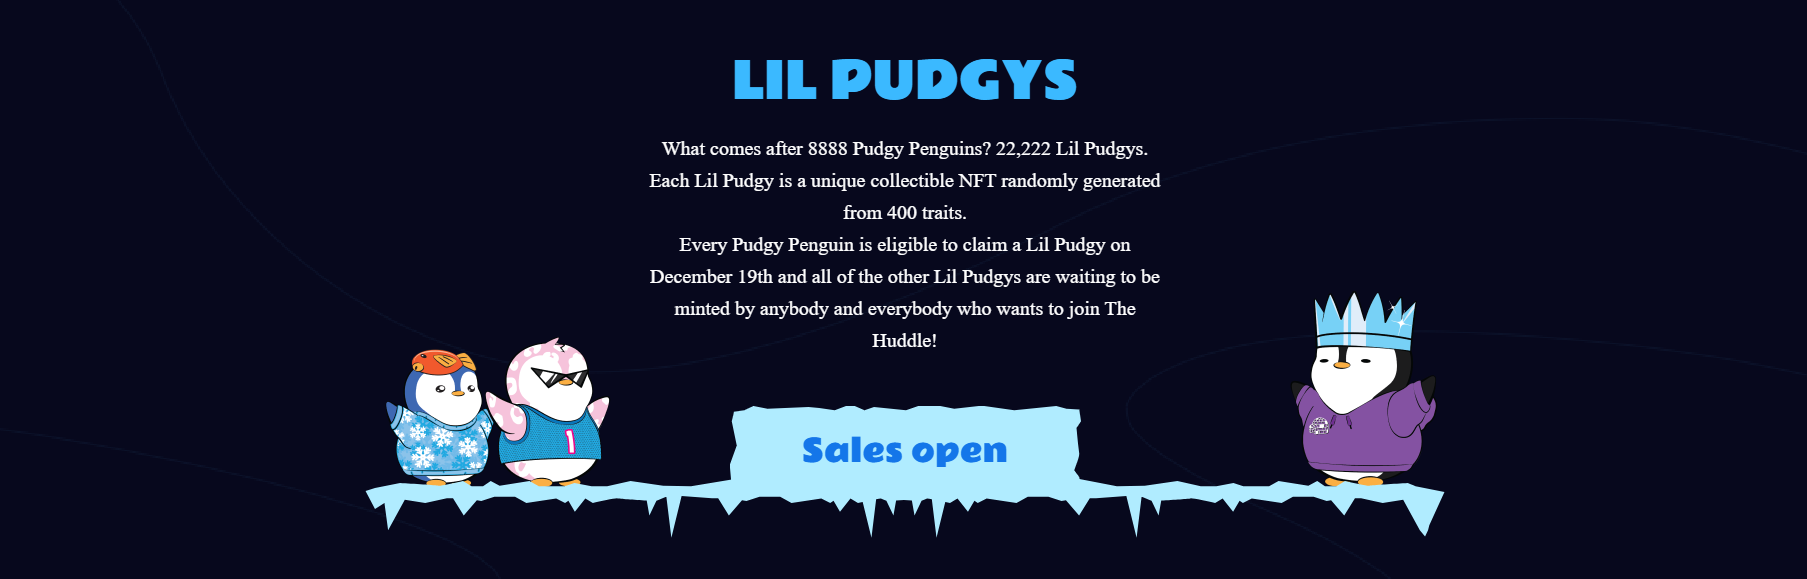 LIL PUDGYS
What comes after 8888 Pudgy Penguins? 22,222 Lil Pudgys.
Each Lil Pudgy is a unique collectible NFT randomly generated
from 400 traits.
Every Pudgy Penguin is eligible to claim a Lil Pudgy on
December 19th and all of the other Lil Pudgys are waiting to be
minted by anybody and everybody who wants to join The
Huddle!
1
Sales open